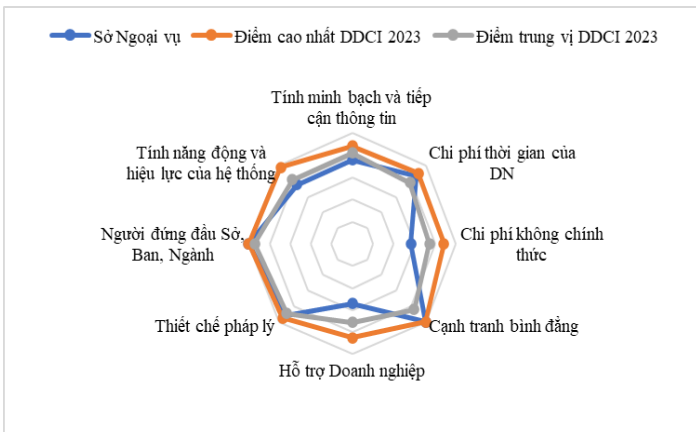 Sở Ngoại vụ Điểm cao nhất DDCI 2023 Điểm trung vị DDCI 2023
Tính minh bạch và tiếp
cận thông tin
Chi phí thời gian của
DN
Chi phí không chính
thức
Cạnh tranh bình đẳng
Hỗ trợ Doanh nghiệp
Thiết chế pháp lý
Người đứng đầu Sở,
Ban, Ngành
Tính năng động và
hiệu lực của hệ thống